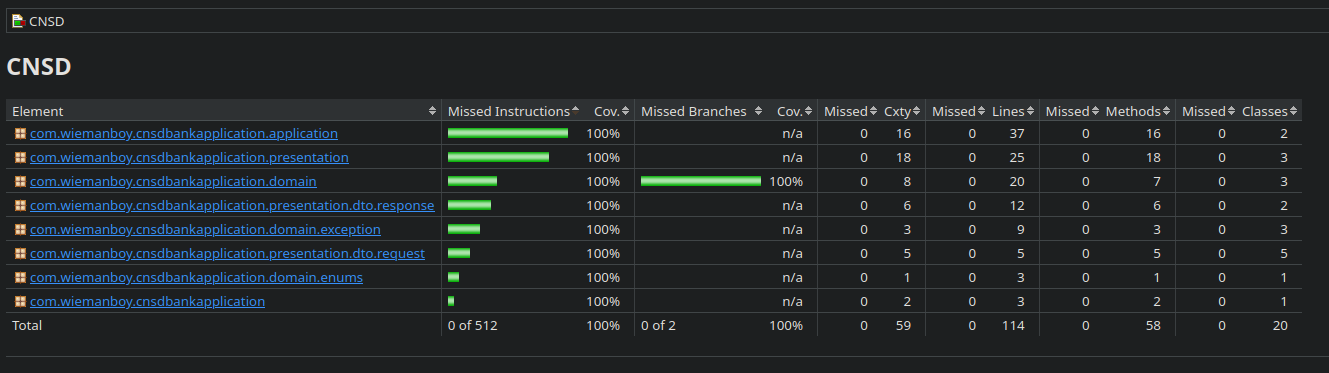 CNSD
CNSD
Element Missed Instructions Cov. Missed Branches Cov. Missed Cxty Missed Lines Missed Methods Missed Classes
com.wiemanboy.cnsdbankapplication.application 100% n/a 0 16 0 37 0 16 0 2
com.wiemanboy.cnsdbankapplication.presentation 100% n/a 0 18 0 25 0 18 0 3
com.wiemanboy.cnsdbankapplication.domain 100% 100% 0 8 0 20 0 7 0 3
com.wiemanboy.cnsdbankapplication.presentation.dto.response 100% n/a 0 6 0 12 0 6 0 2
com.wiemanboy.cnsdbankapplication.domain.exception 100% n/a 0 3 0 9 0 3 0 3
com.wiemanboy.cnsdbankapplication.presentation.dto.request 100% n/a 0 5 0 5 0 5 0 5
com.wiemanboy.cnsdbankapplication.domain.enums 100% n/a 0 1 0 3 0 1 0 1
com.wiemanboy.cnsdbankapplication 100% n/a 0 2 0 3 0 2 0 1
Total 0 of 512 100% 0 of 2 100% 0 59 0 114 0 58 0 20